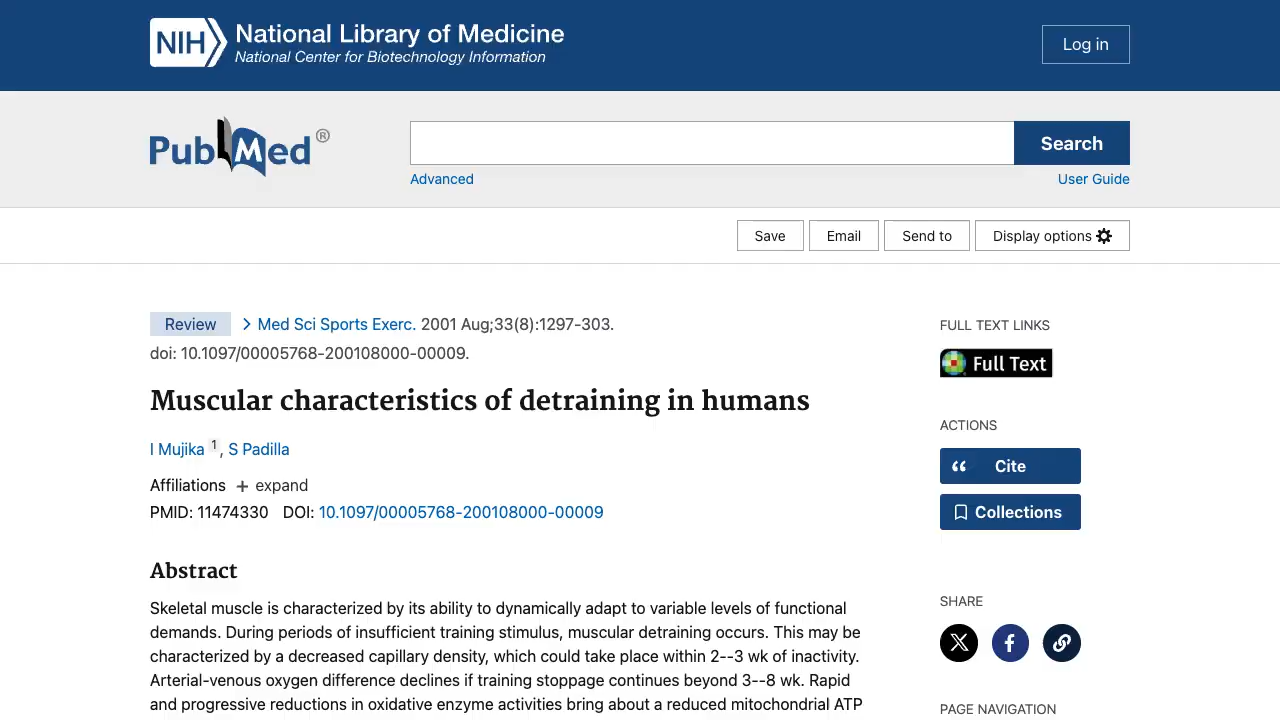 NIH National Library of Medicine
National Center for Biotechnology Information
Log in
PubMed®
Search
Advanced
User Guide
Save
Email
Send to
Display options
Review
Med Sci Sports Exerc. 2001 Aug;33(8):1297-303.
doi: 10.1097/00005768-200108000-00009.
Muscular characteristics of detraining in humans
I Mujika 1, S Padilla
Affiliations + expand
PMID: 11474330 DOI: 10.1097/00005768-200108000-00009
Abstract
Skeletal muscle is characterized by its ability to dynamically adapt to variable levels of functional
demands. During periods of insufficient training stimulus, muscular detraining occurs. This may be
characterized by a decreased capillary density, which could take place within 2--3 wk of inactivity.
Arterial-venous oxygen difference declines if training stoppage continues beyond 3--8 wk. Rapid
and progressive reductions in oxidative enzyme activities bring about a reduced mitochondrial ATP
FULL TEXT LINKS
Full Text
ACTIONS
Cite
Collections
SHARE
PAGE NAVIGATION